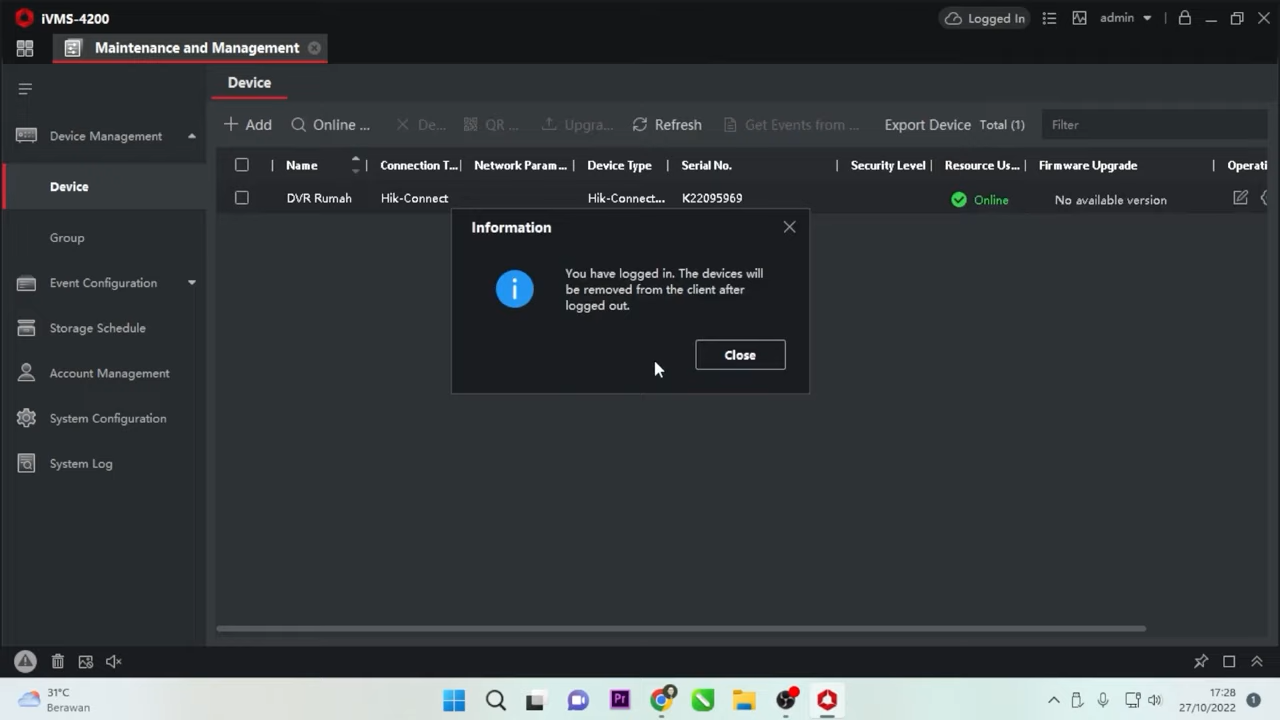 iVMS-4200
Logged In
admin
Maintenance and Management
Device
Device Management
Device
Group
Event Configuration
Storage Schedule
Account Management
System Configuration
System Log
Add
Online ...
De...
QR ...
Upgra...
Refresh
Get Events from ...
Export Device
Total (1)
Filter
Name
Connection T...
Network Param...
Device Type
Serial No.
Security Level
Resource Us...
Firmware Upgrade
Operati
DVR Rumah
Hik-Connect
Hik-Connect...
K22095969
Online
No available version
Information
You have logged in. The devices will
be removed from the client after
logged out.
Close
31°C
Berawan
Pr
17:28
27/10/2022
1